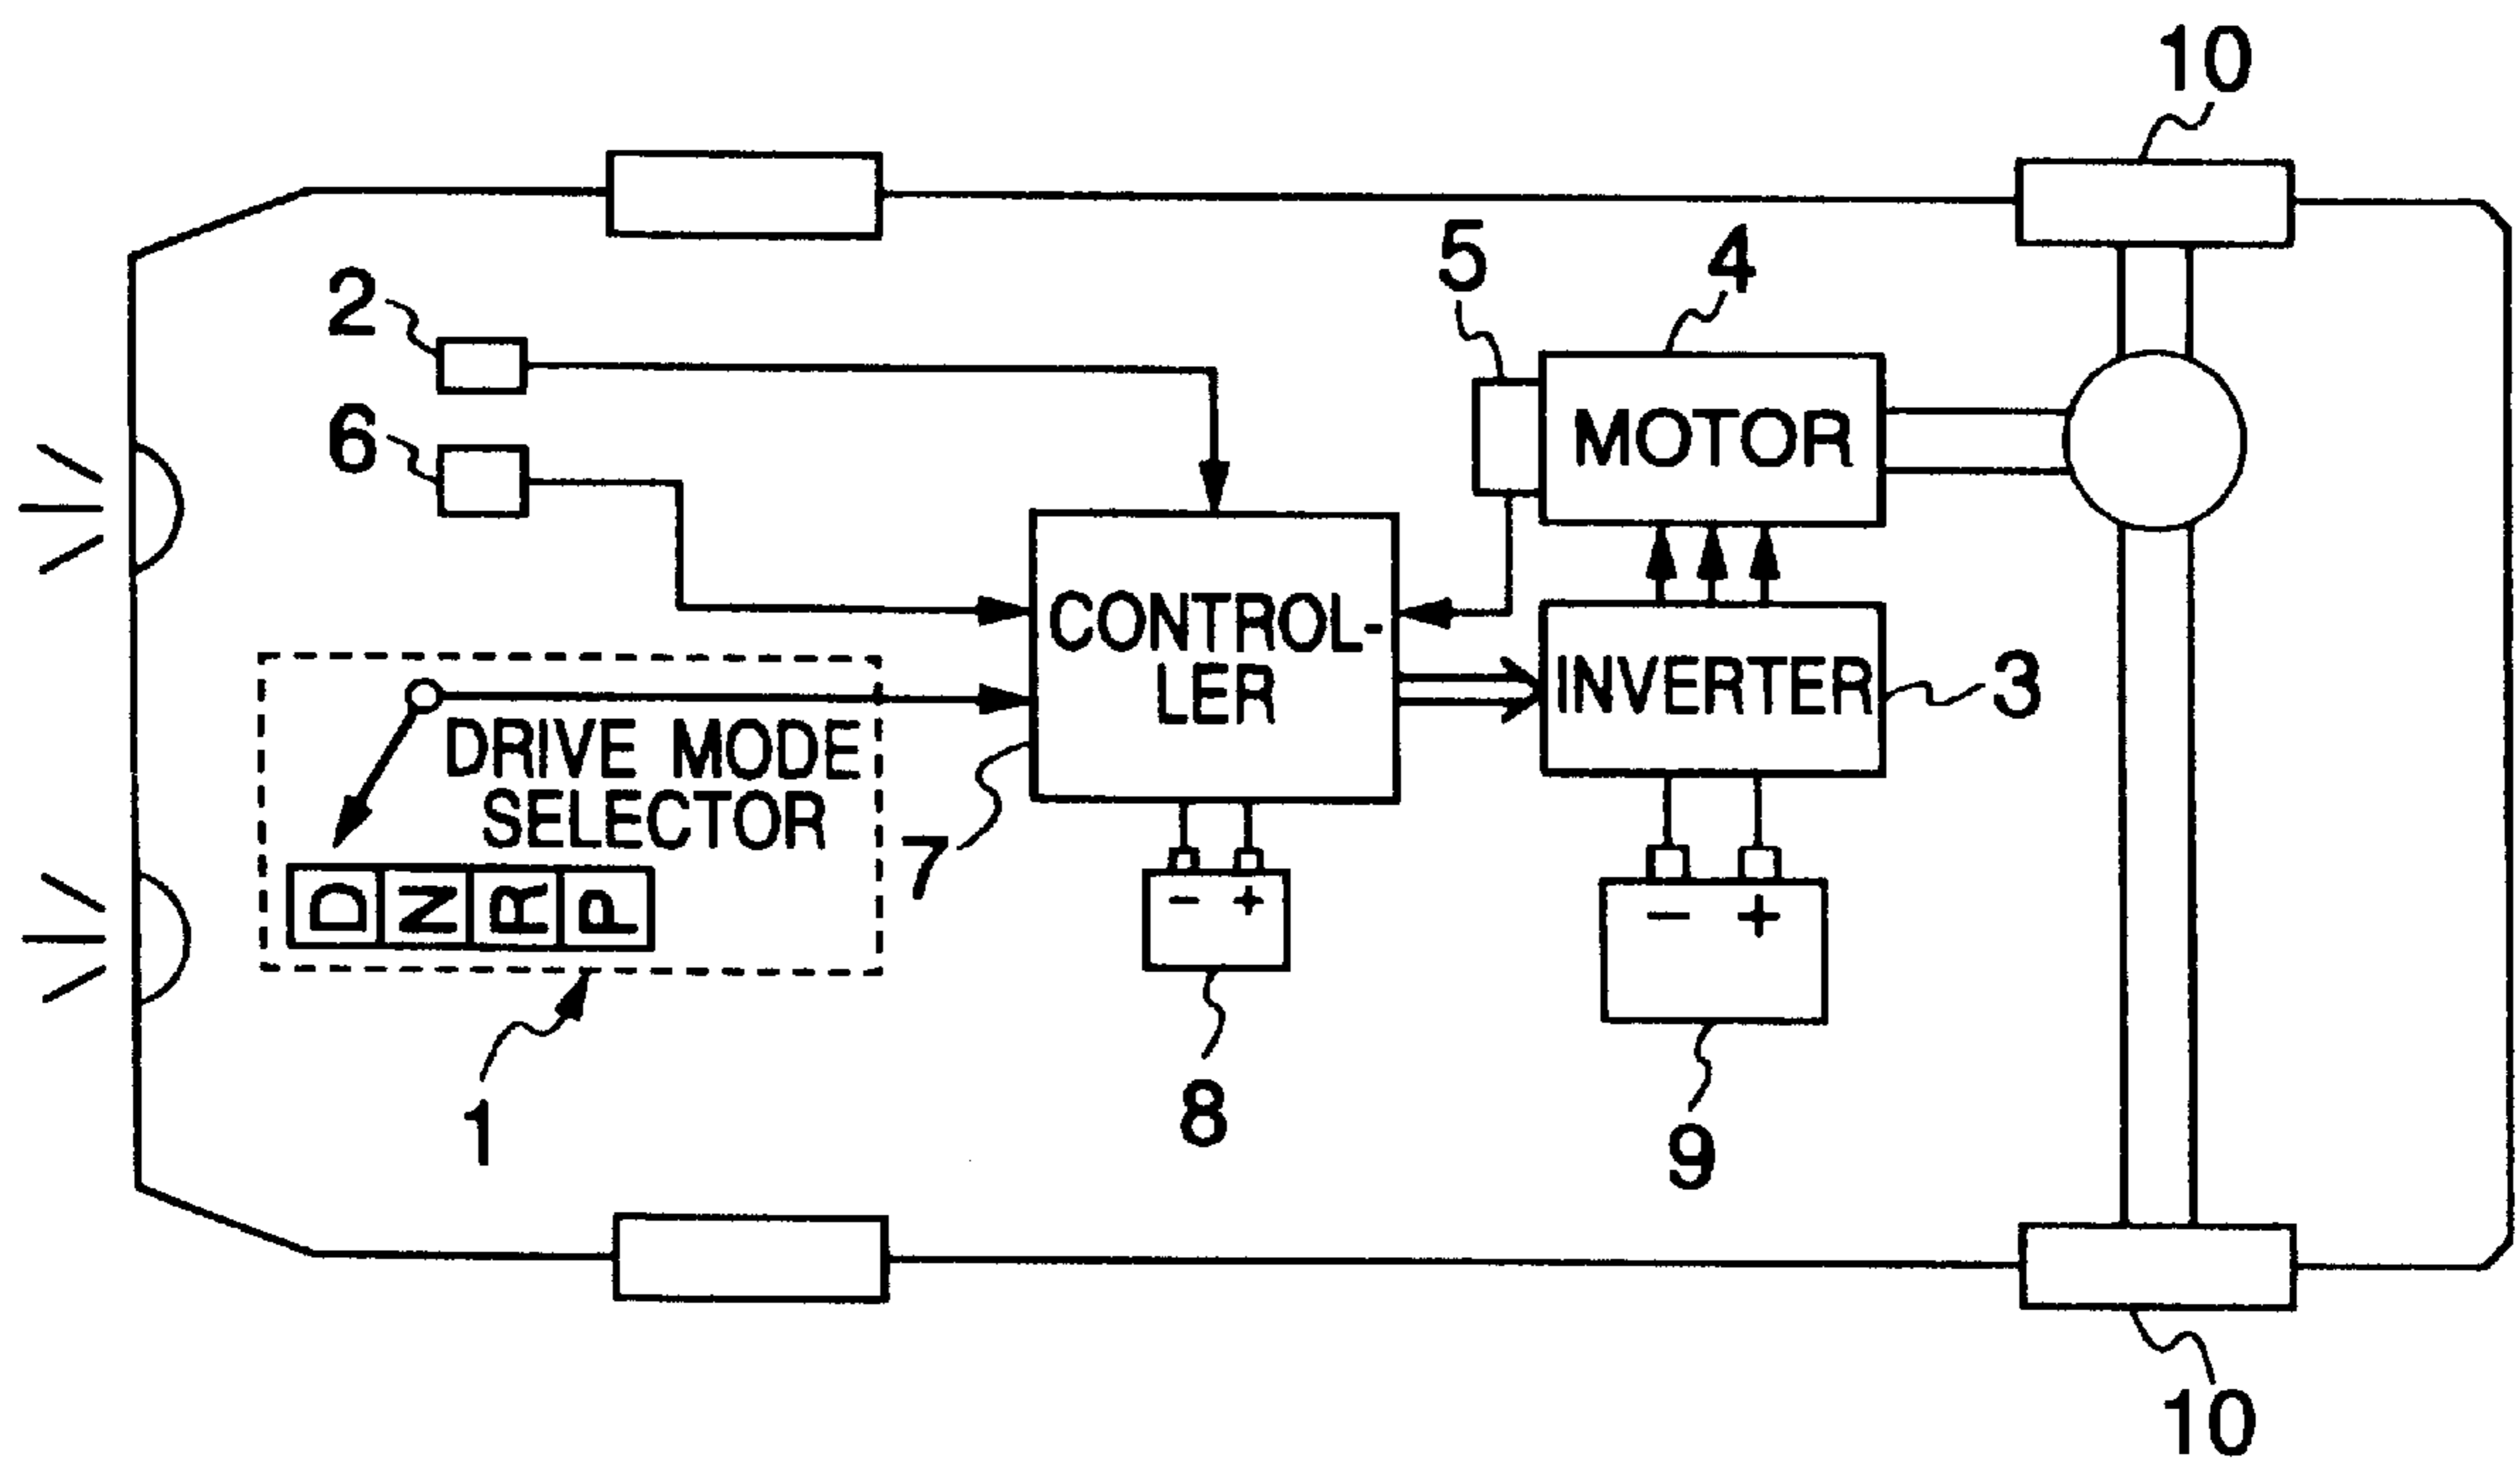 10
5
4
2
MOTOR
6
CONTROL-
LER
INVERTER
3
DRIVE MODE
SELECTOR
7
D N R P
- +
- +
1
8
9
10